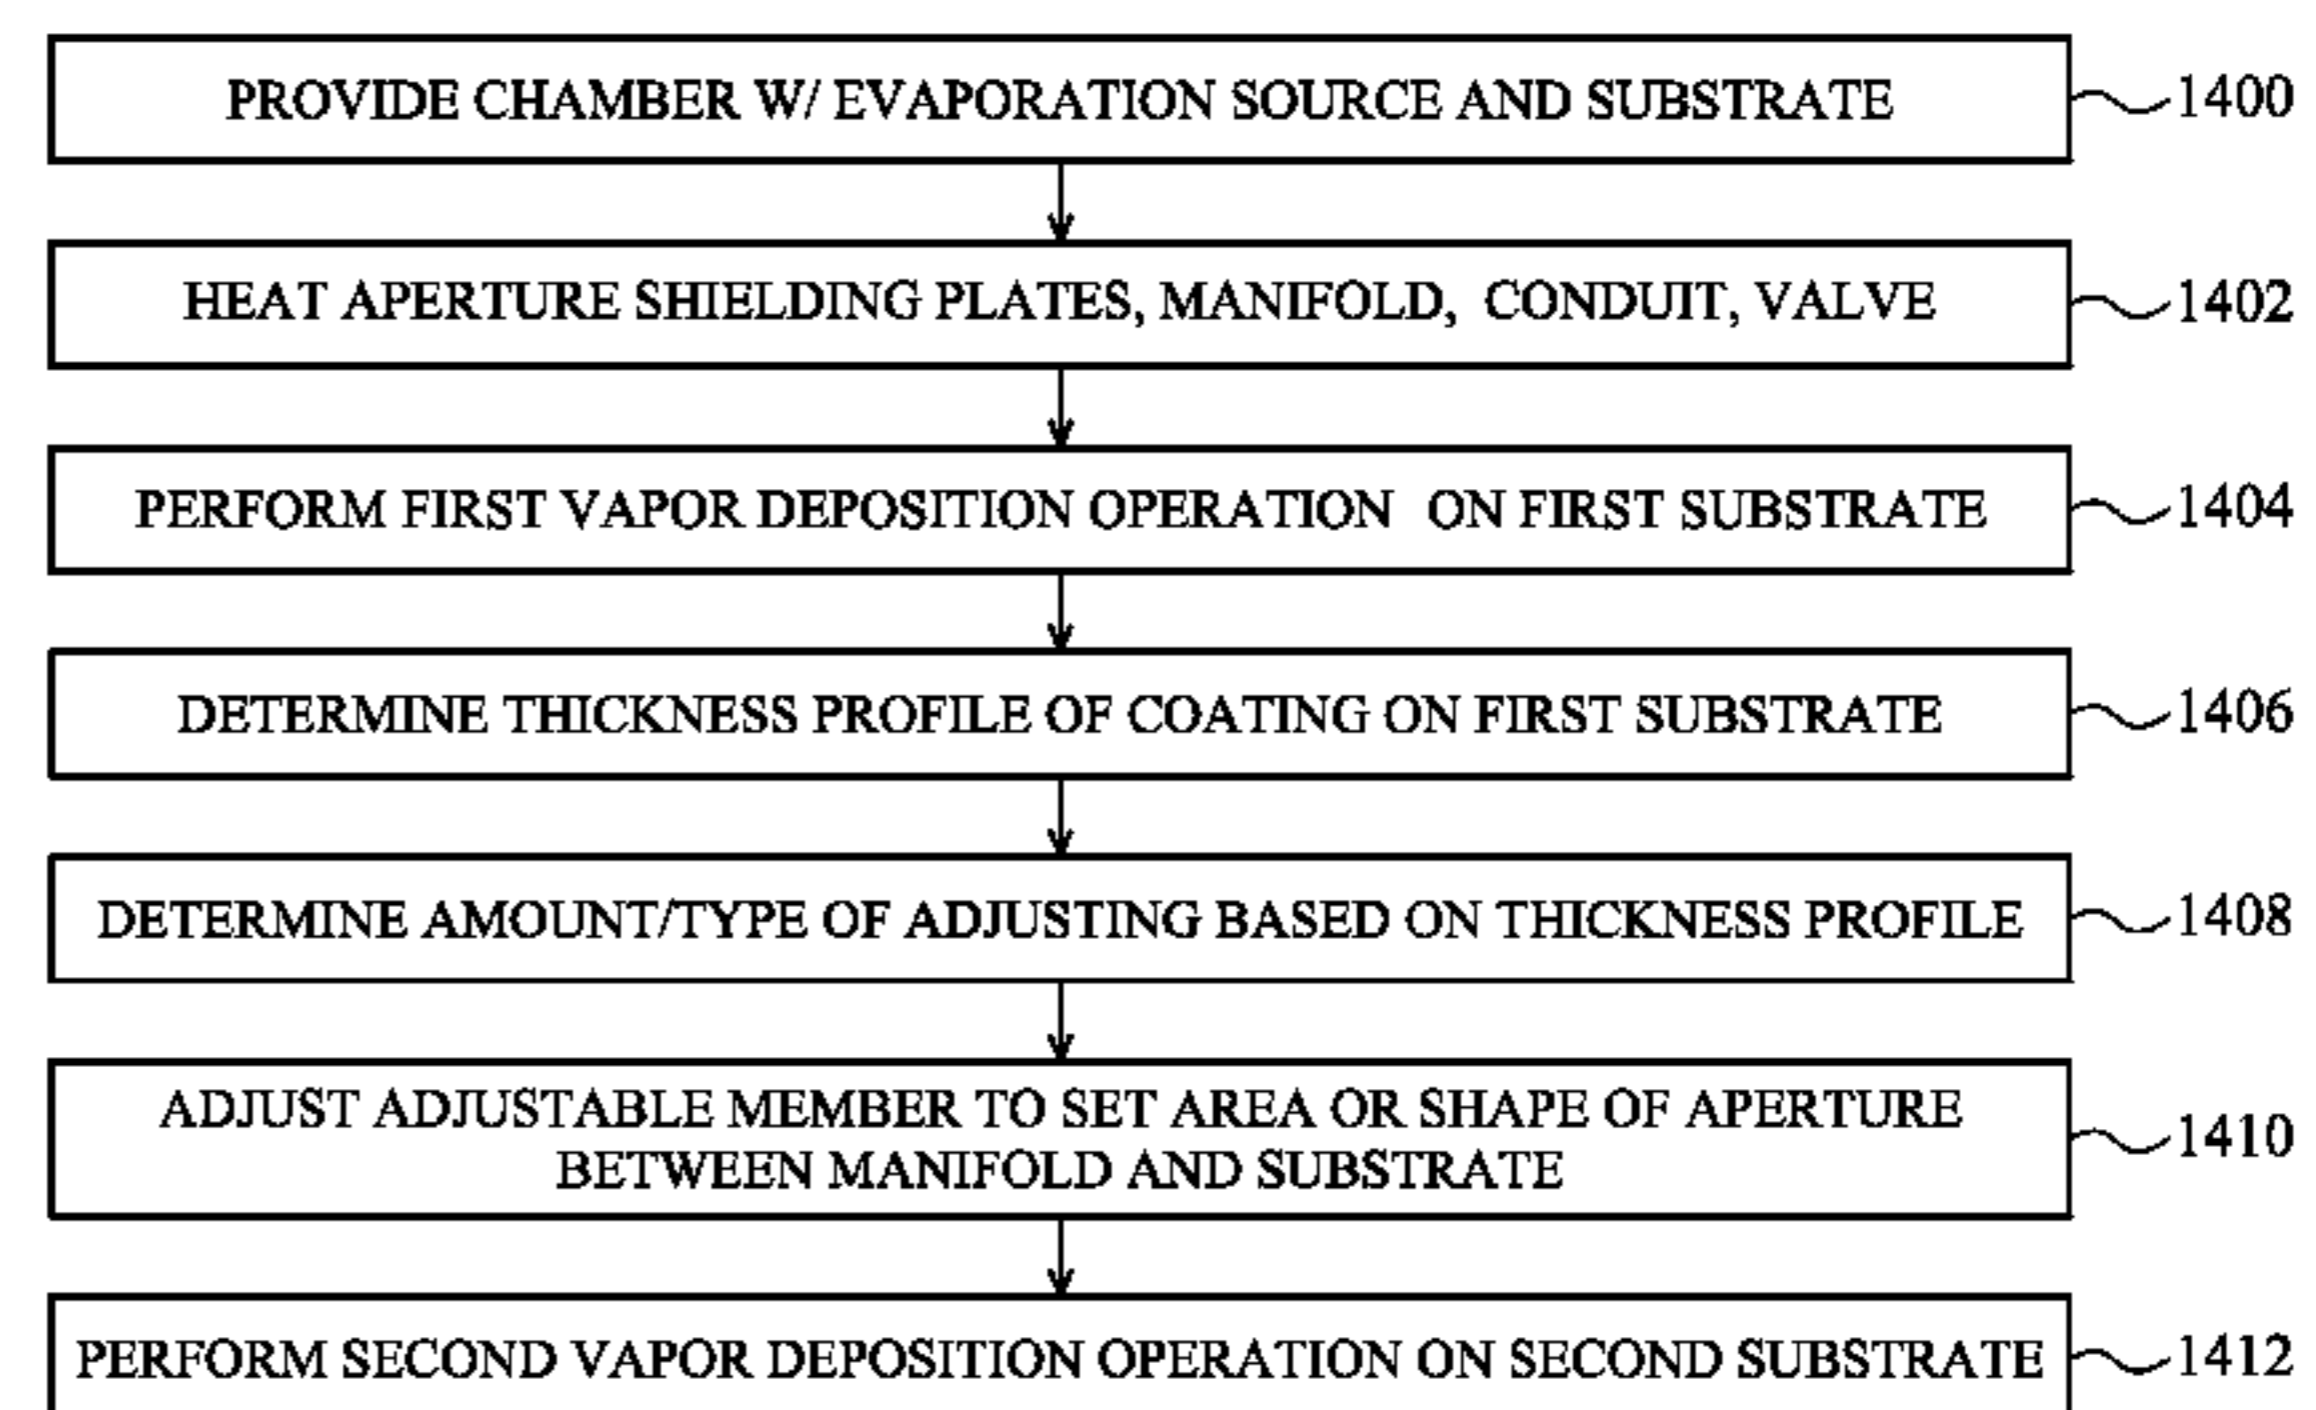 PROVIDE CHAMBER W/ EVAPORATION SOURCE AND SUBSTRATE 1400
HEAT APERTURE SHIELDING PLATES, MANIFOLD, CONDUIT, VALVE 1402
PERFORM FIRST VAPOR DEPOSITION OPERATION ON FIRST SUBSTRATE 1404
DETERMINE THICKNESS PROFILE OF COATING ON FIRST SUBSTRATE 1406
DETERMINE AMOUNT/TYPE OF ADJUSTING BASED ON THICKNESS PROFILE 1408
ADJUST ADJUSTABLE MEMBER TO SET AREA OR SHAPE OF APERTURE
BETWEEN MANIFOLD AND SUBSTRATE
1410
PERFORM SECOND VAPOR DEPOSITION OPERATION ON SECOND SUBSTRATE 1412